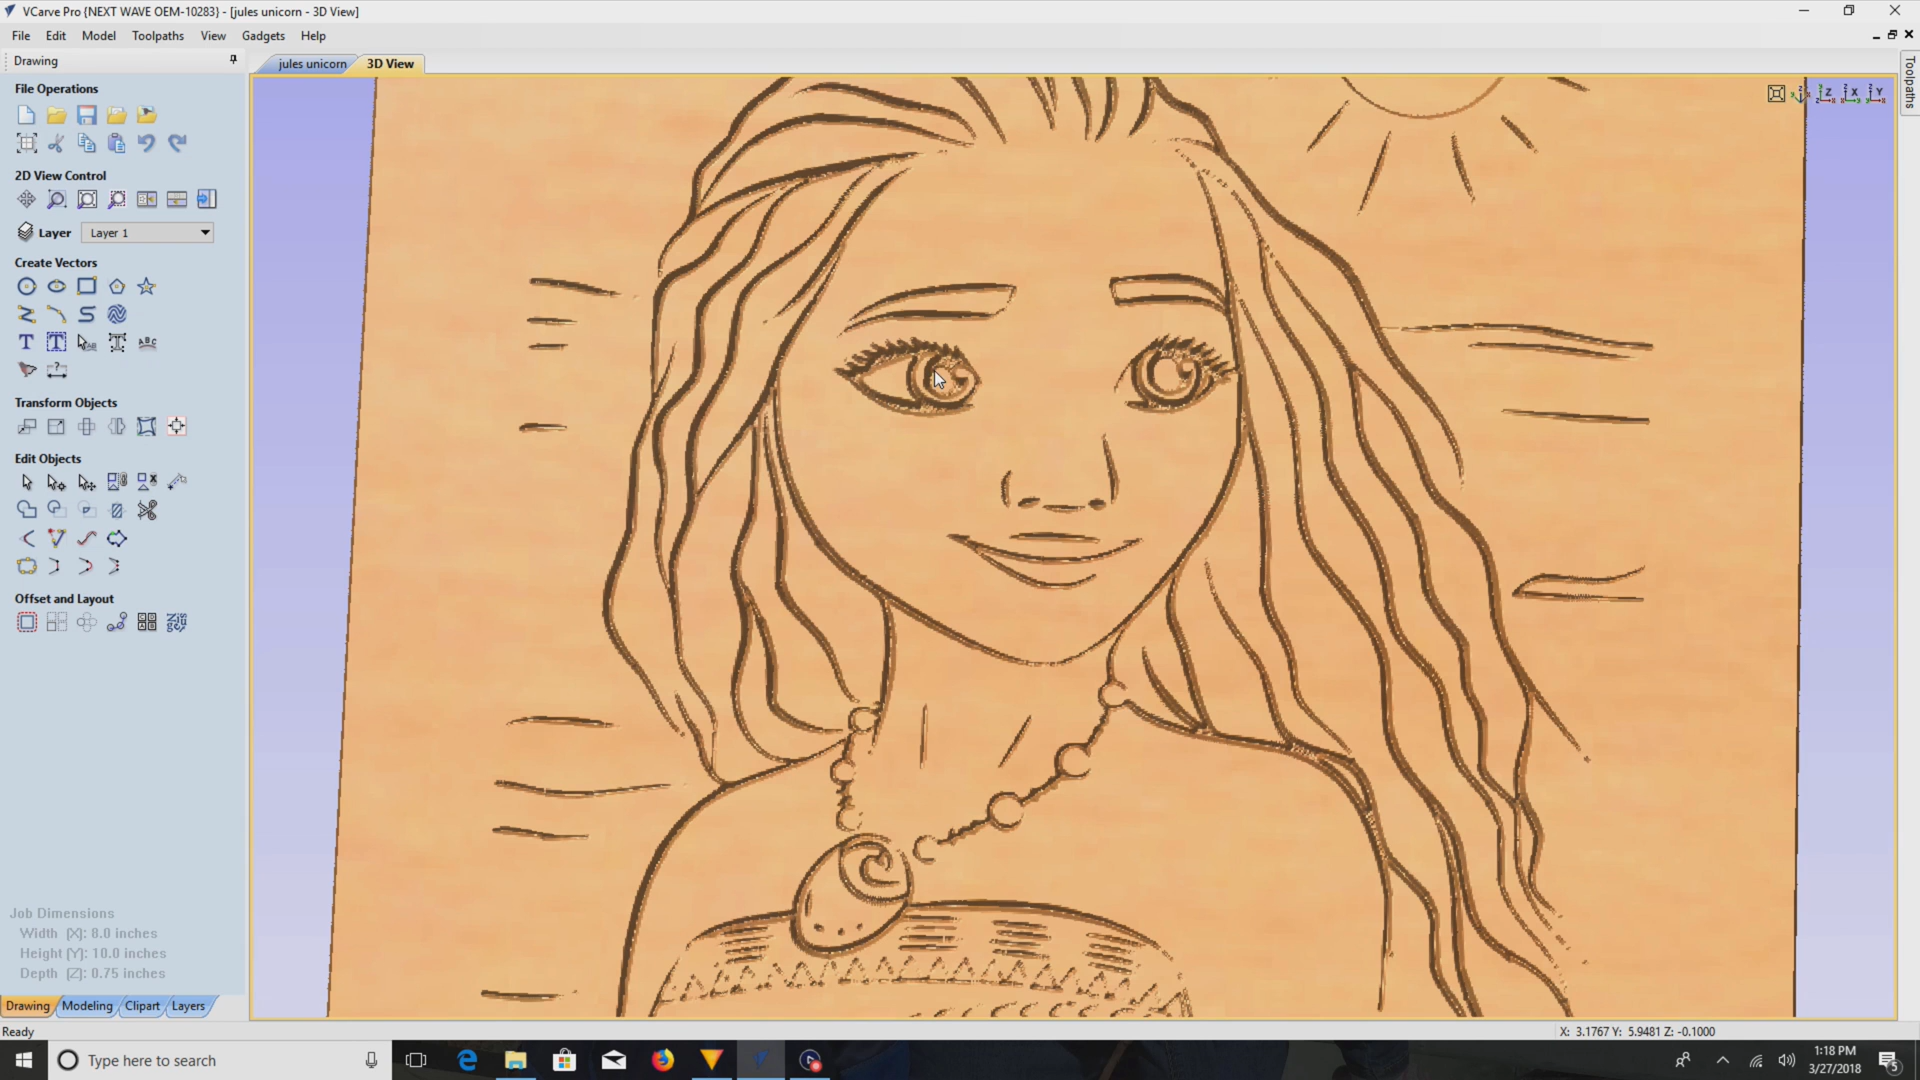 VCarve Pro {NEXT WAVE OEM-10283} - [jules unicorn - 3D View]
File Edit Model Toolpaths View Gadgets Help
Drawing
jules unicorn 3D View
Toolpaths
File Operations
2D View Control
Layer Layer 1
Create Vectors
Transform Objects
Edit Objects
Offset and Layout
Job Dimensions
Width (X): 8.0 inches
Height (Y): 10.0 inches
Depth (Z): 0.75 inches
Drawing Modeling Clipart Layers
Ready
X: 3.1767 Y: 5.9481 Z: -0.1000
Type here to search
1:18 PM
3/27/2018
5